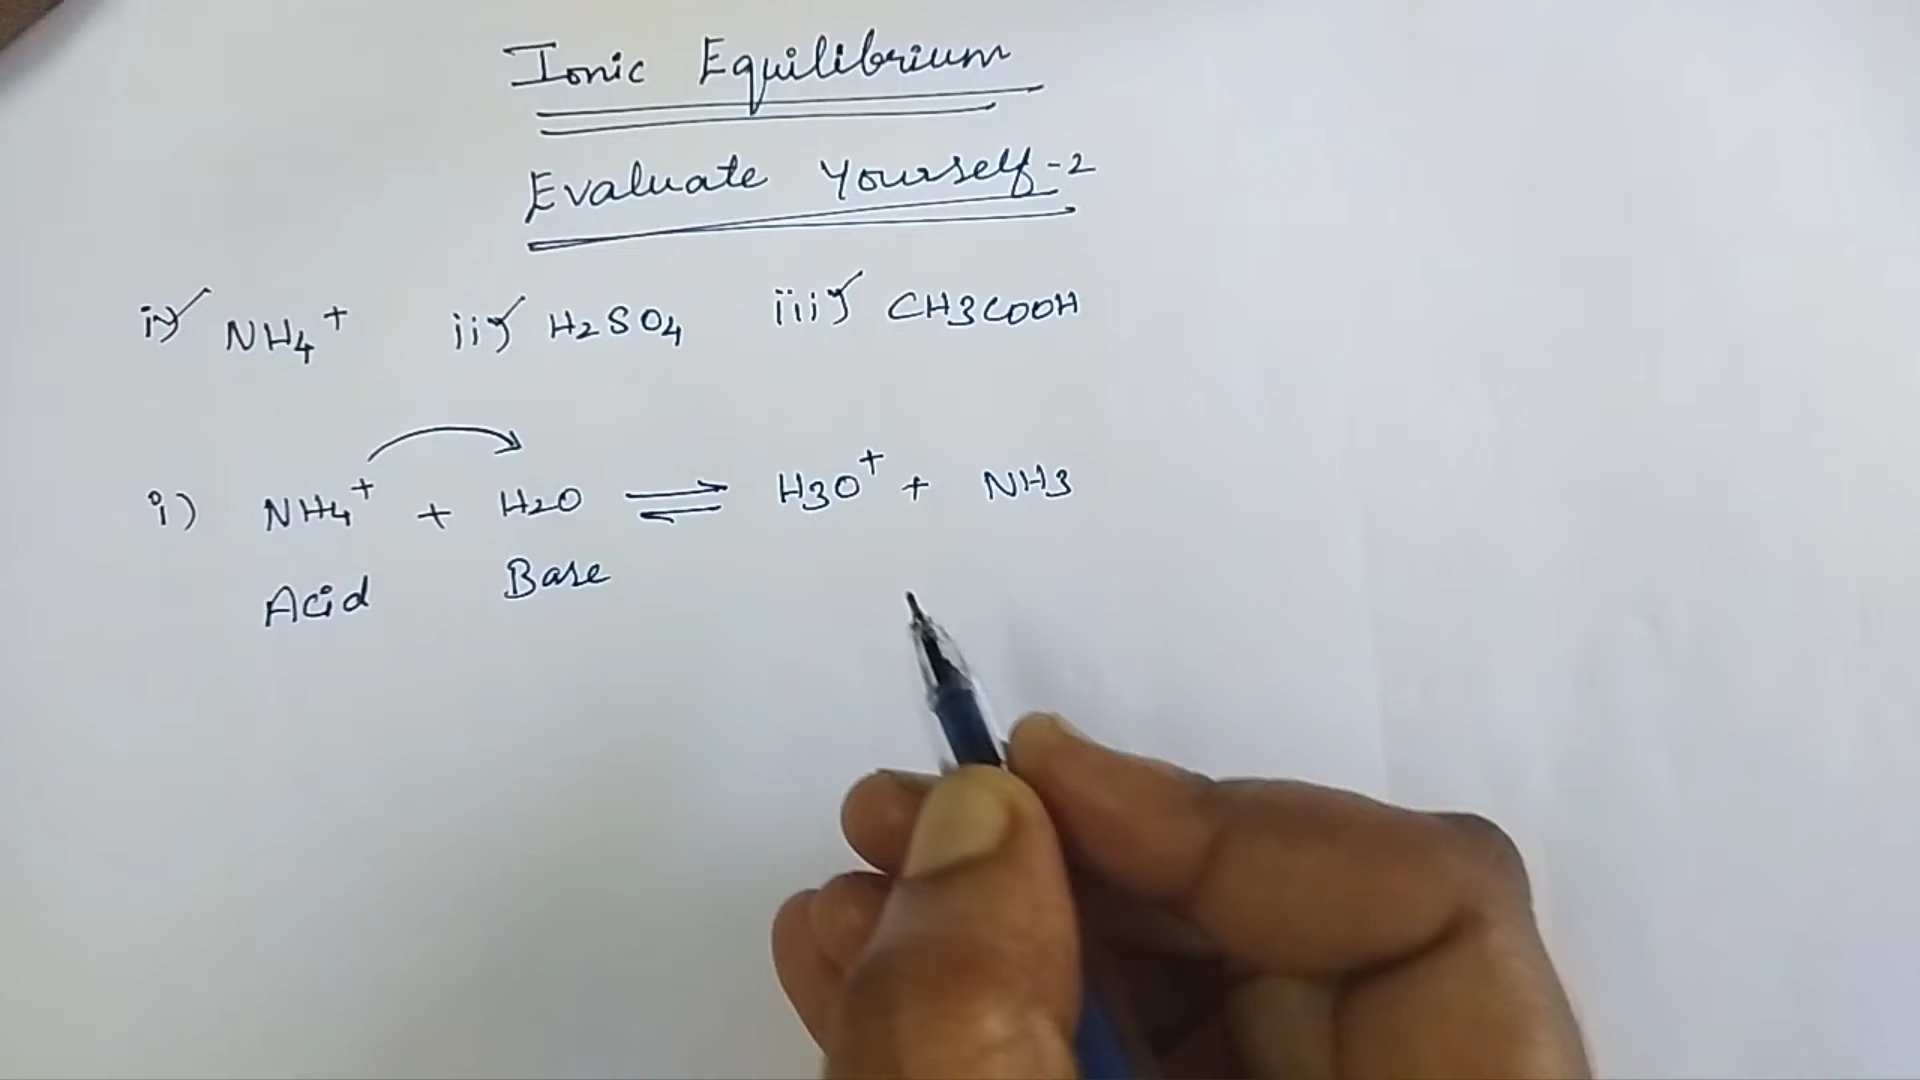 Ionic Equilibrium
Evaluate Yourself-2
i) NH4+ ii) H2SO4 iii) CH3COOH
i) NH4+ + H2O ⇌ H3O+ + NH3
Acid Base